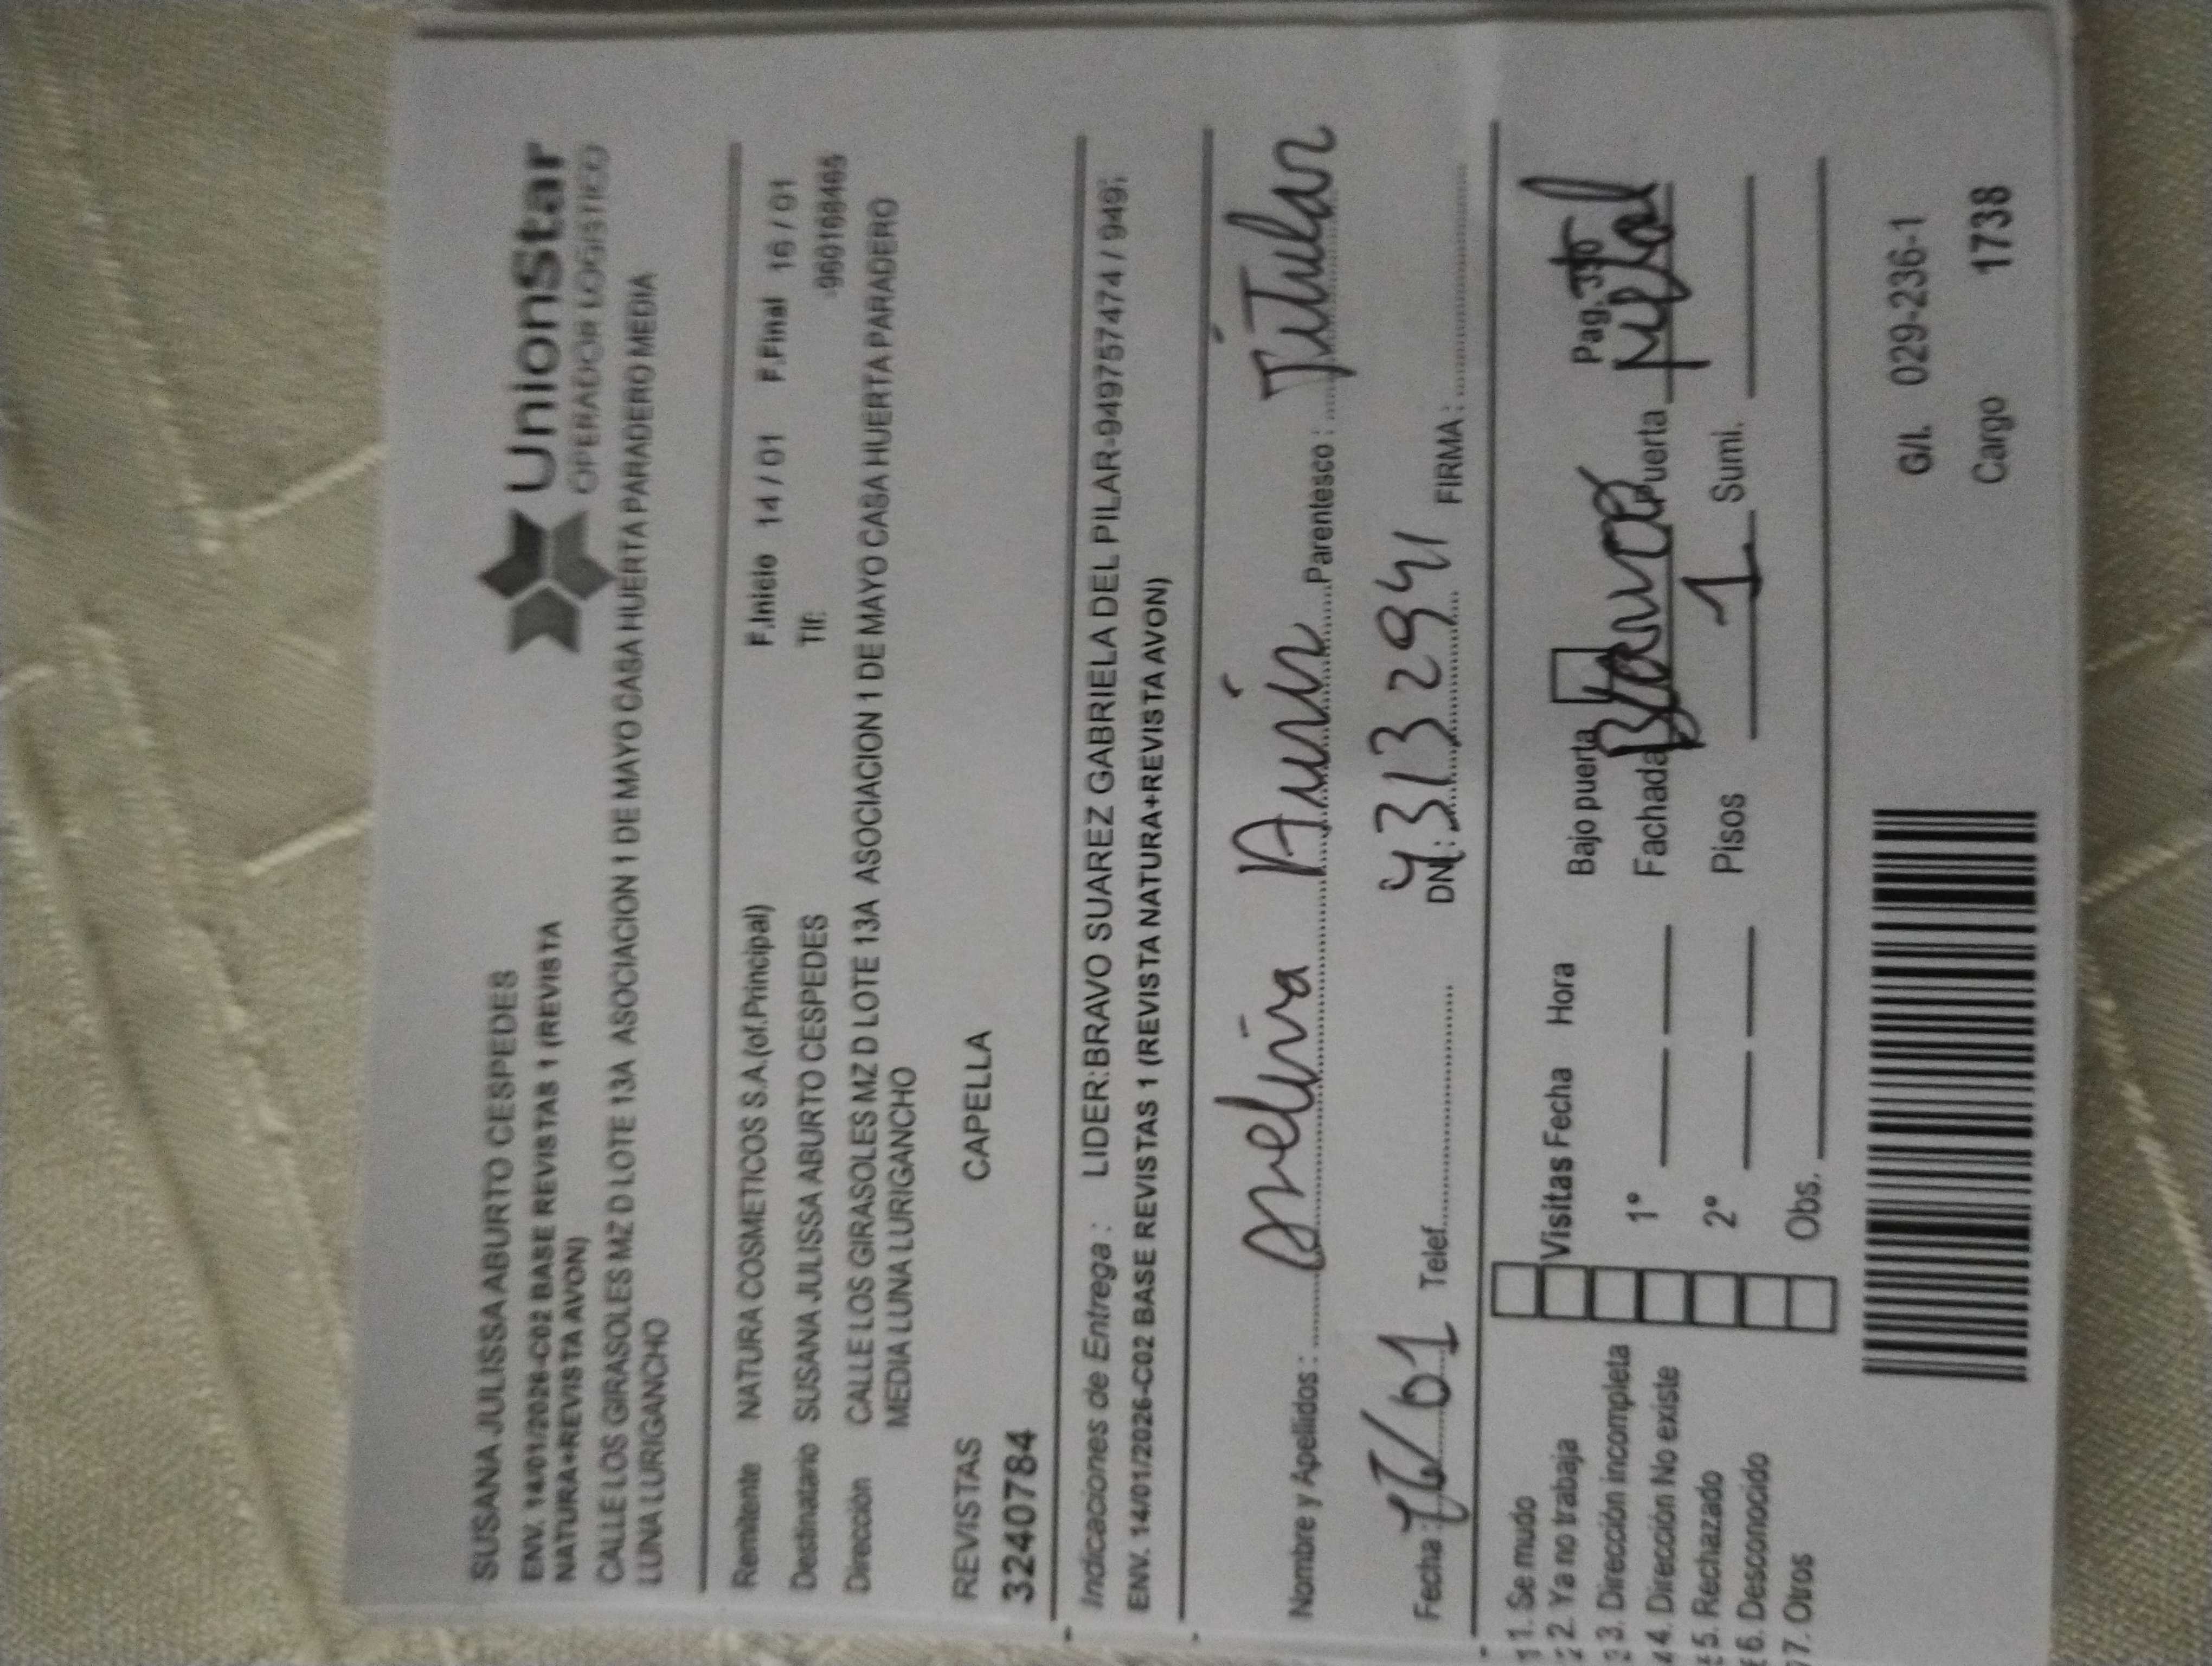 UnionStar
OPERADOR LOGISTICO
SUSANA JULISSA ABURTO CESPEDES
ENV. 14/01/2026-C02 BASE REVISTAS 1 (REVISTA
NATURA+REVISTA AVON)
CALLE LOS GIRASOLES MZ D LOTE 13A ASOCIACION 1 DE MAYO CASA HUERTA PARADERO MEDIA
LUNA LURIGANCHO
Remitente NATURA COSMETICOS S.A.(of.Principal) F.Inicio 14 / 01 F.Final 16 / 01
Destinatario SUSANA JULISSA ABURTO CESPEDES Tlf: -960168465
Dirección CALLE LOS GIRASOLES MZ D LOTE 13A ASOCIACION 1 DE MAYO CASA HUERTA PARADERO
MEDIA LUNA LURIGANCHO
REVISTAS CAPELLA
3240784
Indicaciones de Entrega : LIDER:BRAVO SUAREZ GABRIELA DEL PILAR-949757474 / 949
ENV. 14/01/2026-C02 BASE REVISTAS 1 (REVISTA NATURA+REVISTA AVON)
Nombre y Apellidos : Parentesco : Titular
Fecha : Telef. DNI: FIRMA :
1. Se mudo
2. Ya no trabaja
3. Dirección incompleta
4. Dirección No existe
5. Rechazado
6. Desconocido
7. Otros
Visitas Fecha Hora
1°
2°
Obs.
Bajo puerta Pag.
Fachada Blanco Puerta Metal
Pisos 1 Sumi.
G/I. 029-236-1
Cargo 1738